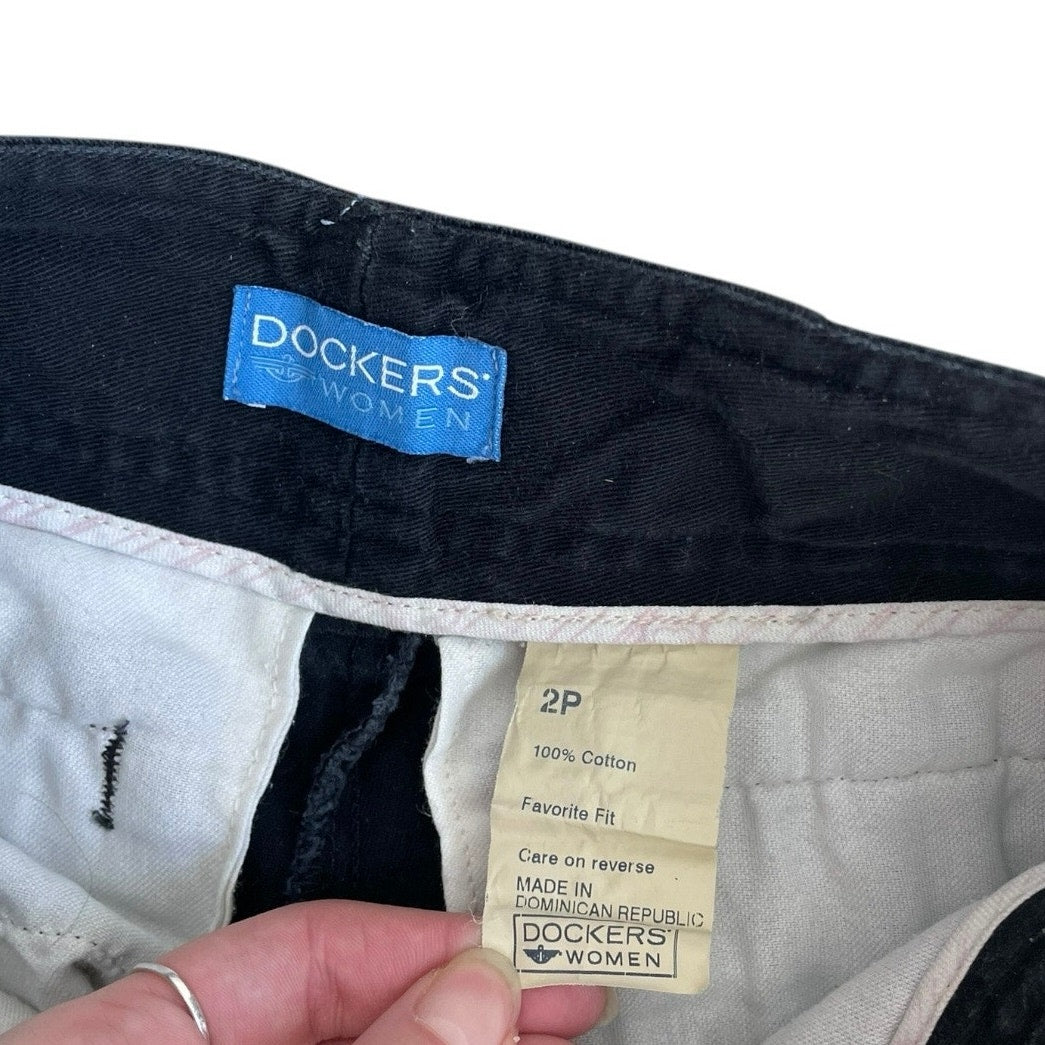 DOCKERS
WOMEN
2P
100% Cotton
Favorite Fit
Care on reverse
MADE IN
DOMINICAN REPUBLIC
DOCKERS
WOMEN